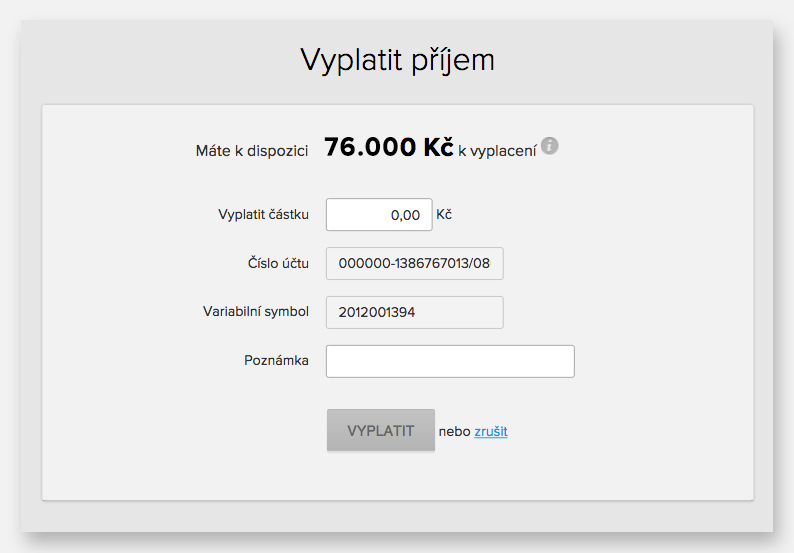 Vyplatit příjem
Máte k dispozici 76.000 Kč k vyplacení i
Vyplatit částku 0,00 Kč
Číslo účtu 000000-1386767013/08
Variabilní symbol 2012001394
Poznámka
VYPLATIT nebo zrušit